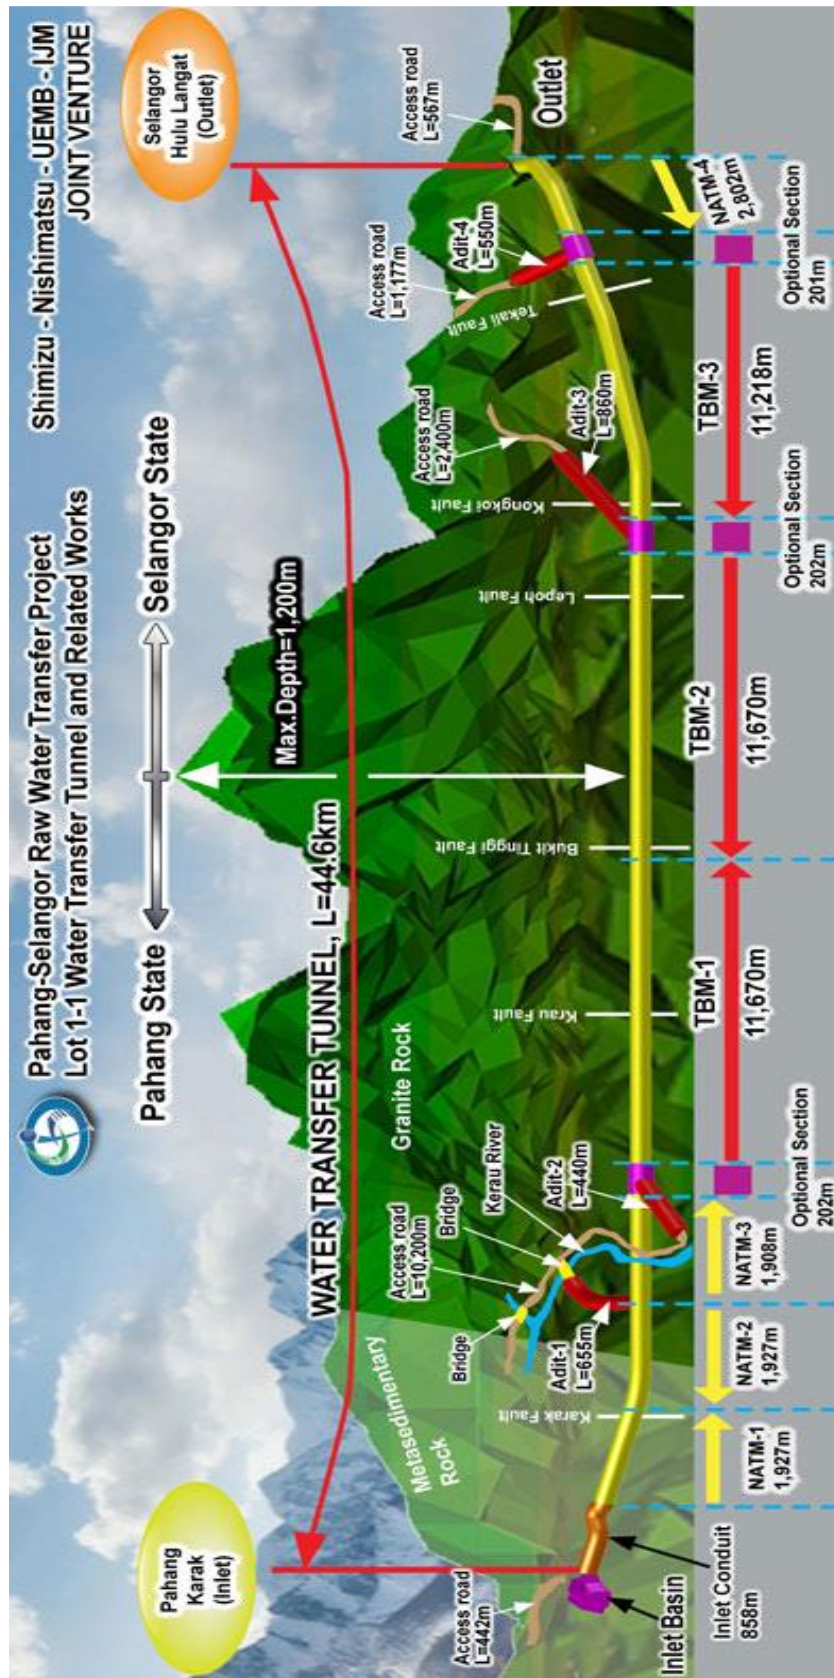 Pahang-Selangor Raw Water Transfer Project
Lot 1-1 Water Transfer Tunnel and Related Works
Shimizu - Nishimatsu - UEMB - IJM
JOINT VENTURE
Pahang State
Selangor State
Pahang
Karak
(Inlet)
Selangor
Hulu Langat
(Outlet)
WATER TRANSFER TUNNEL, L=44.6km
Max.Depth=1,200m
Metasedimentary
Rock
Granite Rock
Access road
L=442m
Bridge
Access road
L=10,200m
Bridge
Kerau River
Access road
L=2,400m
Access road
L=1,177m
Access road
L=567m
Karak Fault
Adit-1
L=655m
Adit-2
L=440m
Krau Fault
Bukit Tinggi Fault
Lepoh Fault
Kongkoi Fault
Adit-3
L=860m
Tekali Fault
Adit-4
L=550m
Outlet
Inlet Basin
Inlet Conduit
858m
NATM-1
1,927m
NATM-2
1,927m
NATM-3
1,908m
Optional Section
202m
TBM-1
11,670m
TBM-2
11,670m
Optional Section
202m
TBM-3
11,218m
Optional Section
201m
NATM-4
2,802m